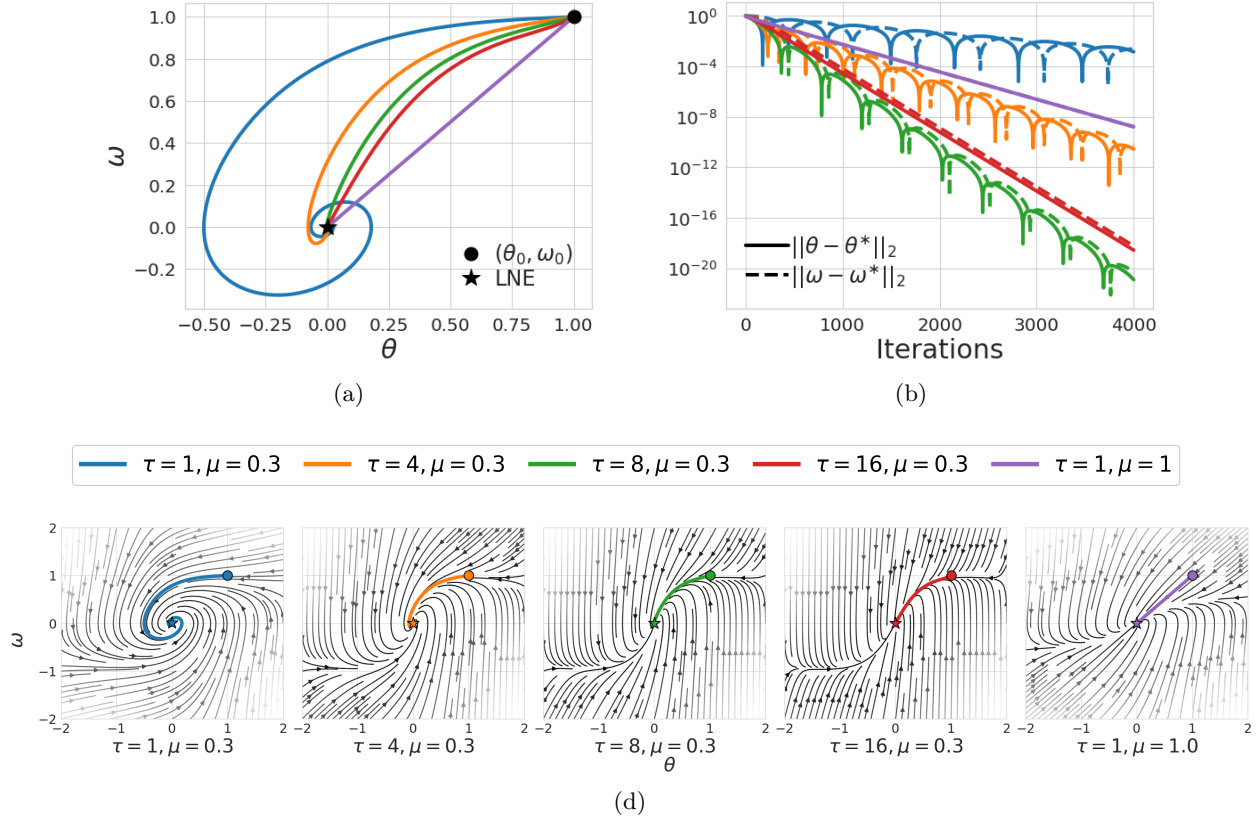 1.0
0.8
0.6
0.4
0.2
0.0
−0.2
ω
−0.50 −0.25 0.00 0.25 0.50 0.75 1.00
θ
(θ₀, ω₀)
LNE
(a)
10⁰
10⁻⁴
10⁻⁸
10⁻¹²
10⁻¹⁶
10⁻²⁰
||θ − θ*||₂
||ω − ω*||₂
0 1000 2000 3000 4000
Iterations
(b)
τ = 1, μ = 0.3 τ = 4, μ = 0.3 τ = 8, μ = 0.3 τ = 16, μ = 0.3 τ = 1, μ = 1
2
1
0
−1
−2
ω
−2 −1 0 1 2 −2 −1 0 1 2 −2 −1 0 1 2 −2 −1 0 1 2 −2 −1 0 1 2
τ = 1, μ = 0.3 τ = 4, μ = 0.3 τ = 8, μ = 0.3 τ = 16, μ = 0.3 τ = 1, μ = 1.0
θ
(d)